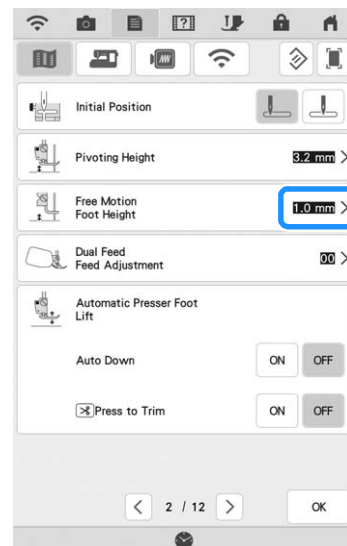 Initial Position
Pivoting Height
3.2 mm
Free Motion
Foot Height
1.0 mm
Dual Feed
Feed Adjustment
00
Automatic Presser Foot
Lift
Auto Down
ON
OFF
Press to Trim
ON
OFF
< 2 / 12 >
OK